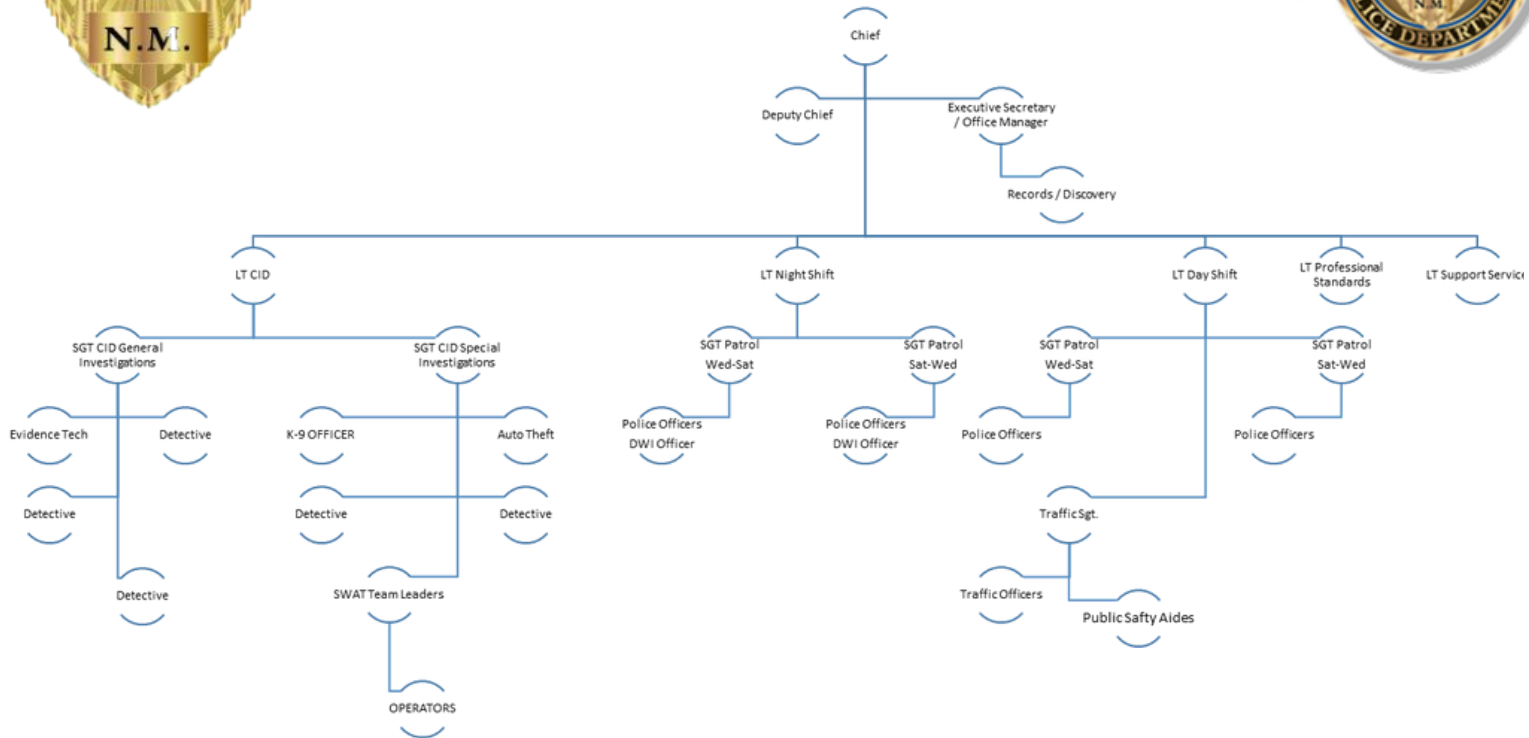 N.M.
N.M.
POLICE DEPARTMENT
Chief
Deputy Chief
Executive Secretary
/ Office Manager
Records / Discovery
LT CID
LT Night Shift
LT Day Shift
LT Professional
Standards
LT Support Service
SGT CID General
Investigations
SGT CID Special
Investigations
SGT Patrol
Wed-Sat
SGT Patrol
Sat-Wed
SGT Patrol
Wed-Sat
SGT Patrol
Sat-Wed
Evidence Tech
Detective
K-9 OFFICER
Auto Theft
Police Officers
DWI Officer
Police Officers
DWI Officer
Police Officers
Police Officers
Detective
Detective
Detective
Traffic Sgt.
Detective
SWAT Team Leaders
Traffic Officers
Public Safty Aides
OPERATORS